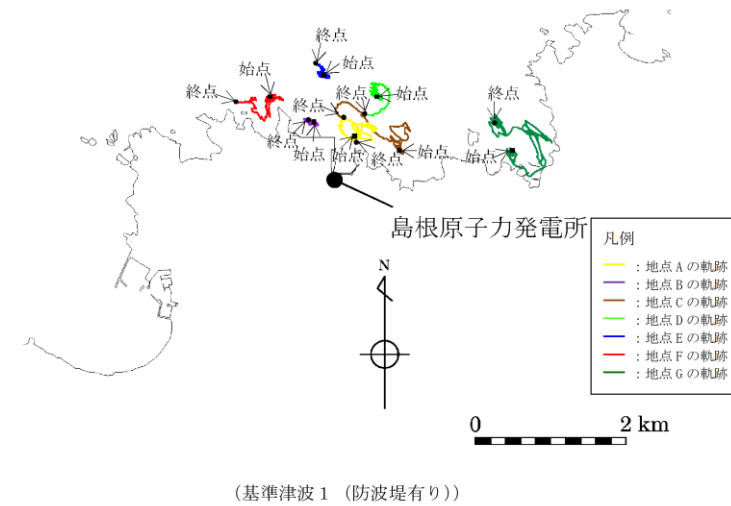 終点
始点
始点
終点
終点
始点
終点
終点
始点
始点
終点
始点
終点
始点
島根原子力発電所
凡例
：地点Aの軌跡
：地点Bの軌跡
：地点Cの軌跡
：地点Dの軌跡
：地点Eの軌跡
：地点Fの軌跡
：地点Gの軌跡
N
0 2 km
(基準津波1 (防波堤有り))